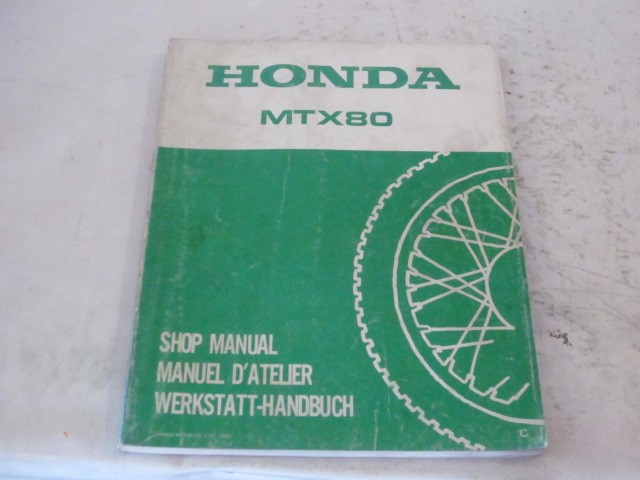 HONDA
MTX80
SHOP MANUAL
MANUEL D'ATELIER
WERKSTATT-HANDBUCH
C